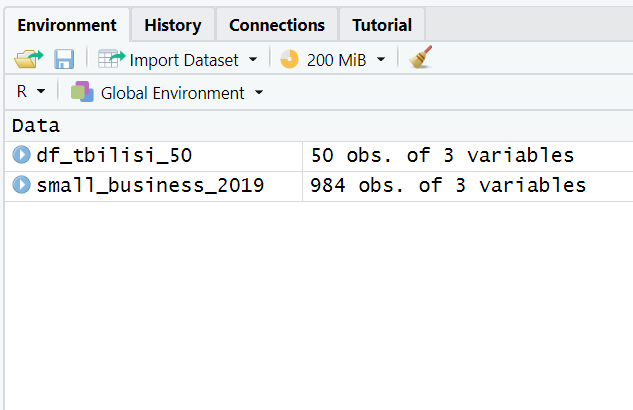 Environment History Connections Tutorial
Import Dataset 200 MiB
R Global Environment
Data
df_tbilisi_50 50 obs. of 3 variables
small_business_2019 984 obs. of 3 variables